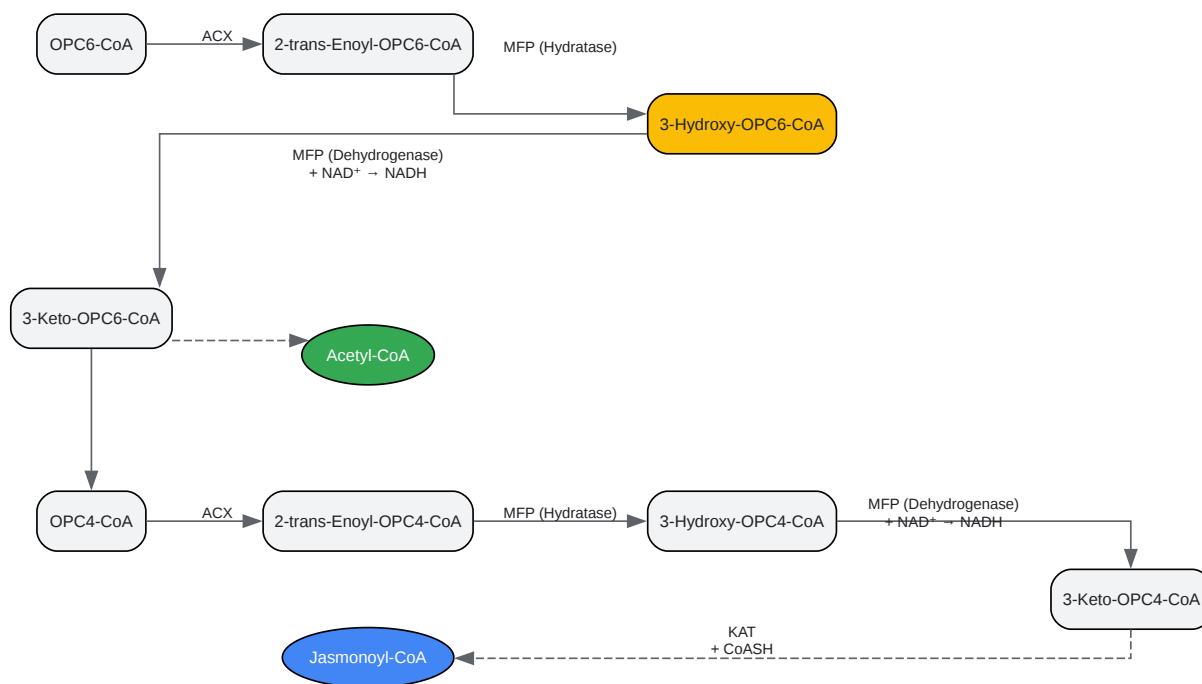 OPC6-CoA
ACX
2-trans-Enoyl-OPC6-CoA
MFP (Hydratase)
3-Hydroxy-OPC6-CoA
MFP (Dehydrogenase)
+ NAD⁺ → NADH
3-Keto-OPC6-CoA
Acetyl-CoA
OPC4-CoA
ACX
2-trans-Enoyl-OPC4-CoA
MFP (Hydratase)
3-Hydroxy-OPC4-CoA
MFP (Dehydrogenase)
+ NAD⁺ → NADH
3-Keto-OPC4-CoA
KAT
+ CoASH
Jasmonoyl-CoA